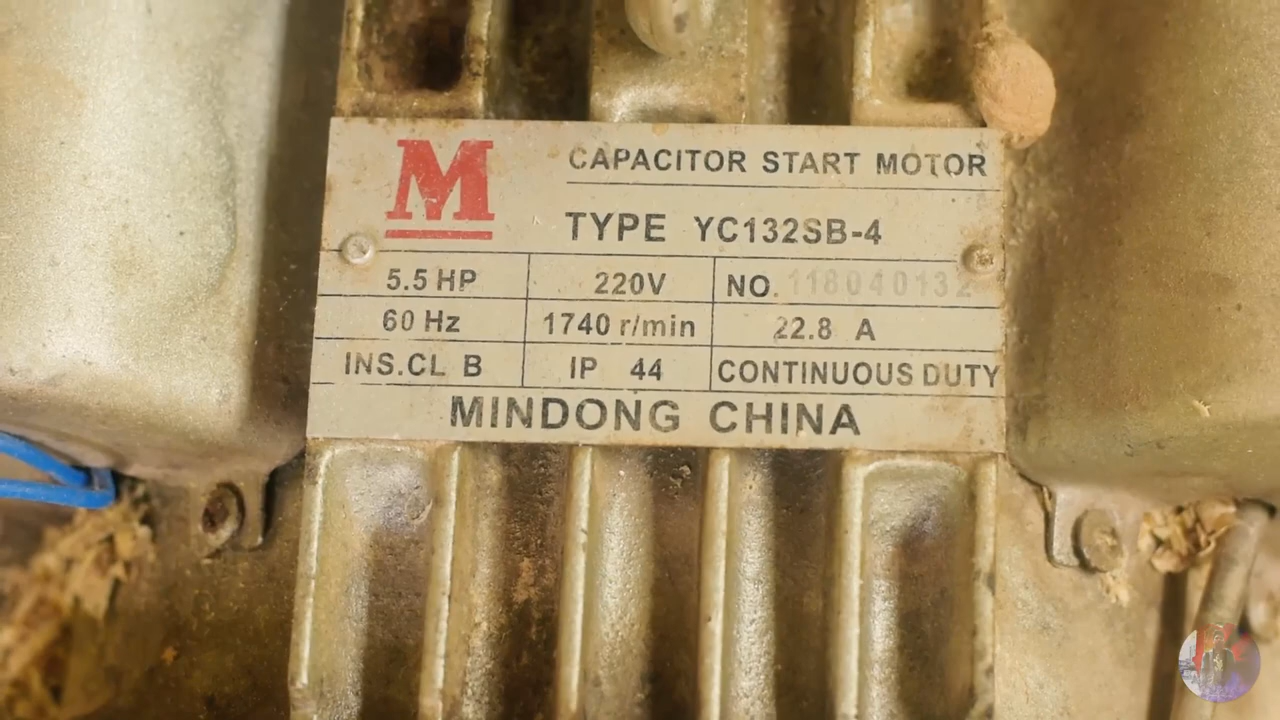 M
CAPACITOR START MOTOR
TYPE YC132SB-4
5.5 HP 220V NO. 118040132
60 Hz 1740 r/min 22.8 A
INS.CL B IP 44 CONTINUOUS DUTY
MINDONG CHINA